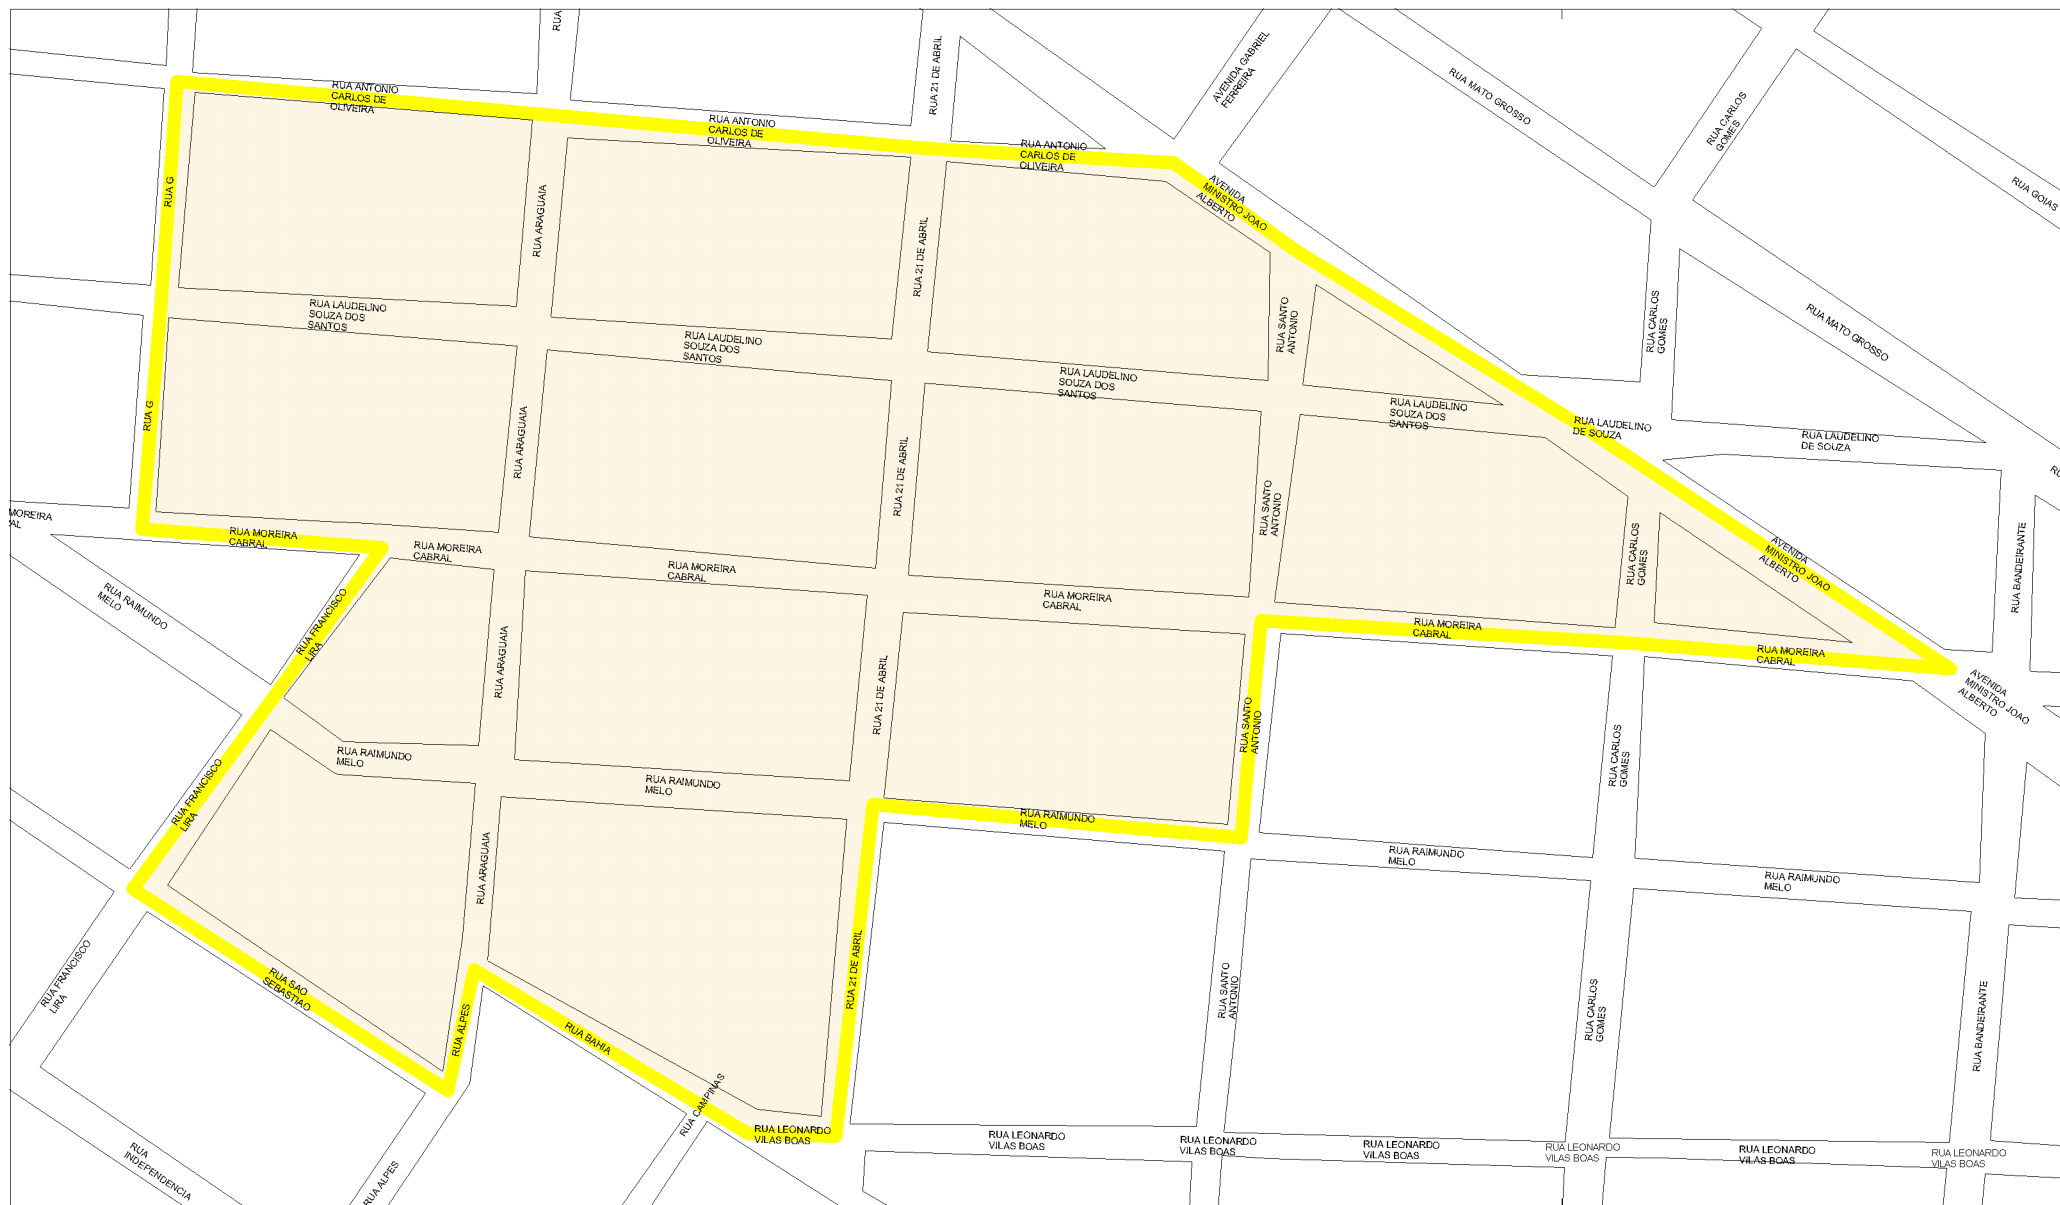 RUA
RUA 21 DE ABRIL
AVENIDA GABRIEL
FERREIRA
RUA MATO GROSSO
RUA CARLOS
GOMES
RUA GOIAS
RUA ANTONIO
CARLOS DE
OLIVEIRA
RUA ANTONIO
CARLOS DE
OLIVEIRA
RUA ANTONIO
CARLOS DE
OLIVEIRA
AVENIDA
MINISTRO JOAO
ALBERTO
RUA G
RUA ARAGUAIA
RUA 21 DE ABRIL
RUA SANTO
ANTONIO
RUA CARLOS
GOMES
RUA MATO GROSSO
RUA LAUDELINO
SOUZA DOS
SANTOS
RUA LAUDELINO
SOUZA DOS
SANTOS
RUA LAUDELINO
SOUZA DOS
SANTOS
RUA LAUDELINO
SOUZA DOS
SANTOS
RUA LAUDELINO
DE SOUZA
RUA LAUDELINO
DE SOUZA
RU
RUA G
RUA ARAGUAIA
RUA 21 DE ABRIL
RUA SANTO
ANTONIO
RUA CARLOS
GOMES
AVENIDA
MINISTRO JOAO
ALBERTO
RUA BANDEIRANTE
MOREIRA
RAL
RUA MOREIRA
CABRAL
RUA MOREIRA
CABRAL
RUA MOREIRA
CABRAL
RUA MOREIRA
CABRAL
RUA MOREIRA
CABRAL
RUA MOREIRA
CABRAL
RUA RAIMUNDO
MELO
RUA FRANCISCO
LIRA
RUA ARAGUAIA
RUA 21 DE ABRIL
RUA SANTO
ANTONIO
RUA CARLOS
GOMES
AVENIDA
MINISTRO JOAO
ALBERTO
RUA RAIMUNDO
MELO
RUA RAIMUNDO
MELO
RUA RAIMUNDO
MELO
RUA RAIMUNDO
MELO
RUA RAIMUNDO
MELO
RUA FRANCISCO
LIRA
RUA ARAGUAIA
RUA FRANCISCO
LIRA
RUA SAO
SEBASTIAO
RUA ALPES
RUA BAHIA
RUA 21 DE ABRIL
RUA SANTO
ANTONIO
RUA CARLOS
GOMES
RUA BANDEIRANTE
RUA CAMPINAS
RUA LEONARDO
VILAS BOAS
RUA LEONARDO
VILAS BOAS
RUA LEONARDO
VILAS BOAS
RUA LEONARDO
VILAS BOAS
RUA LEONARDO
VILAS BOAS
RUA LEONARDO
VILAS BOAS
RUA LEONARDO
VILAS BOAS
RUA
INDEPENDENCIA
RUA ALPES